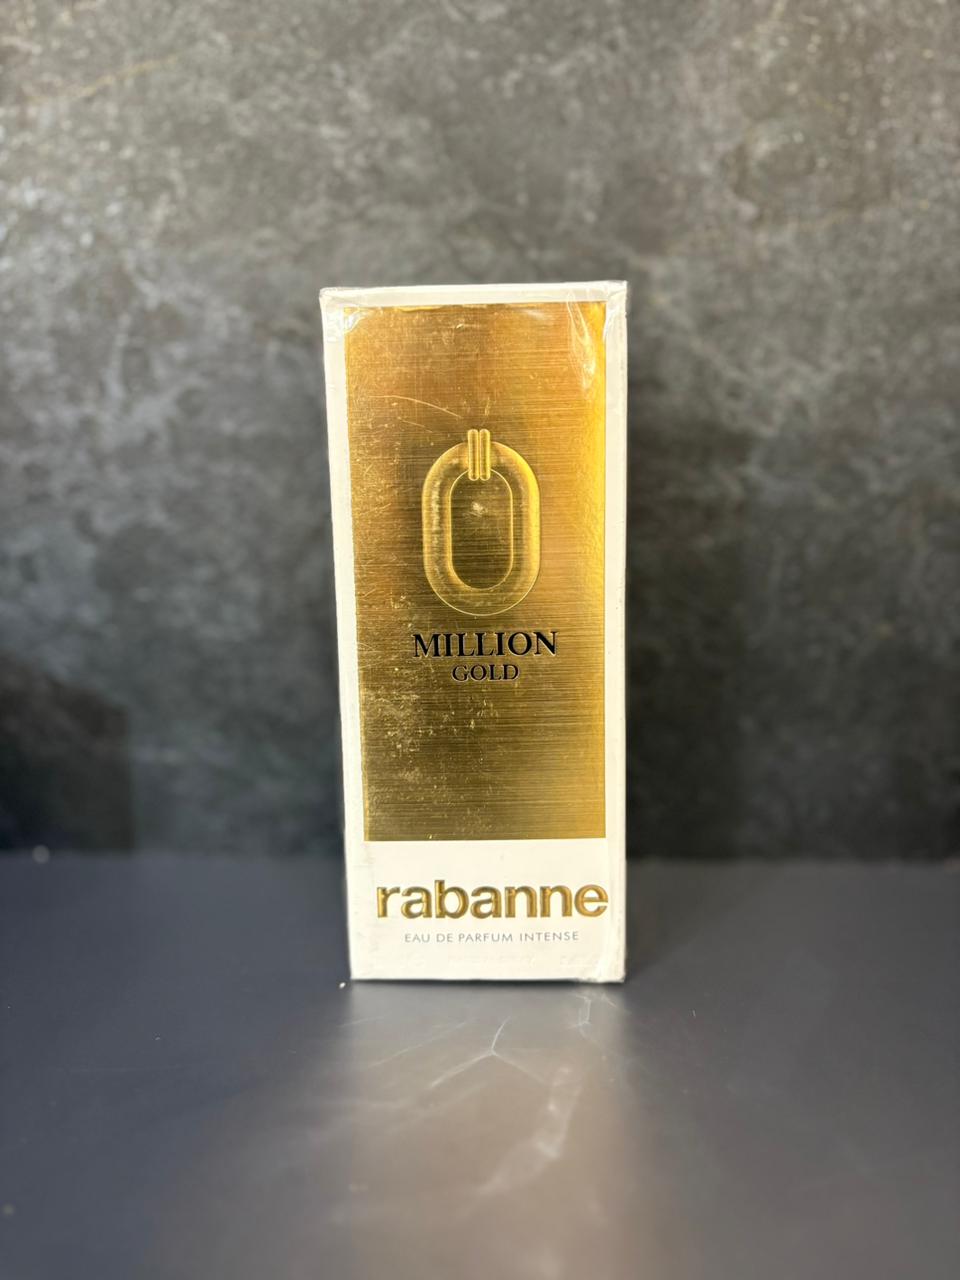 MILLION
GOLD
rabanne
EAU DE PARFUM INTENSE